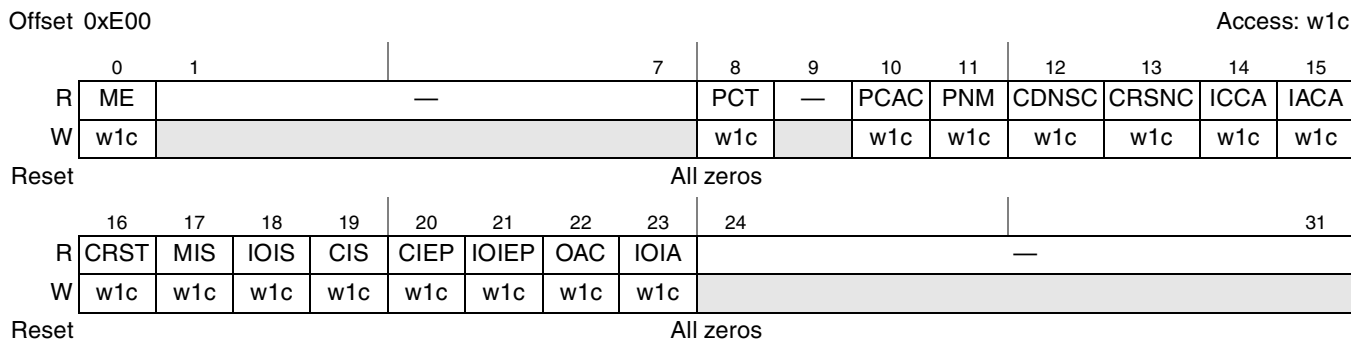 Offset 0xE00 Access: w1c
0 1 7 8 9 10 11 12 13 14 15
R ME — PCT — PCAC PNM CDNSC CRSNC ICCA IACA
W w1c w1c w1c w1c w1c w1c w1c w1c
Reset All zeros
16 17 18 19 20 21 22 23 24 31
R CRST MIS IOIS CIS CIEP IOIEP OAC IOIA —
W w1c w1c w1c w1c w1c w1c w1c w1c
Reset All zeros